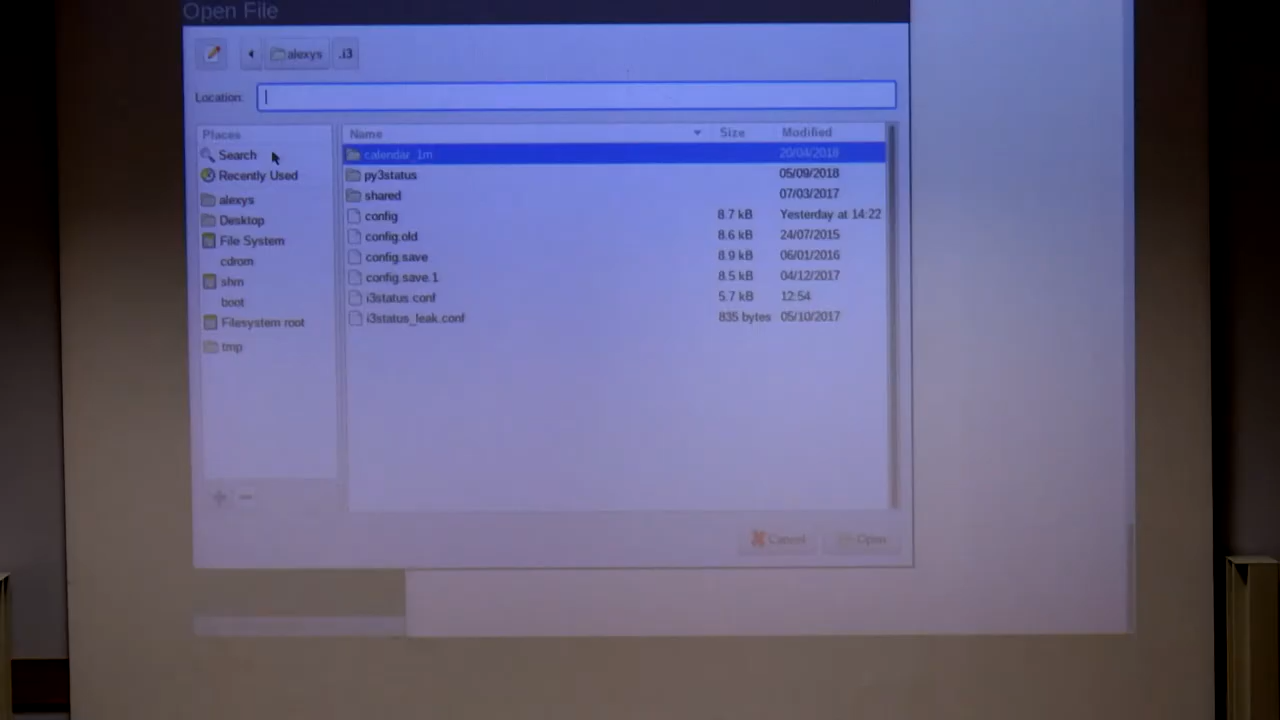 Open File
alexys .i3
Location:
Places
Search
Recently Used
alexys
Desktop
File System
cdrom
shm
boot
Filesystem root
tmp
Name Size Modified
calendar_1m 20/04/2018
py3status 05/09/2018
shared 07/03/2017
config 8.7 kB Yesterday at 14:22
config.old 8.6 kB 24/07/2015
config.save 8.9 kB 06/01/2016
config.save.1 8.5 kB 04/12/2017
i3status.conf 5.7 kB 12:54
i3status_leak.conf 835 bytes 05/10/2017
Cancel Open